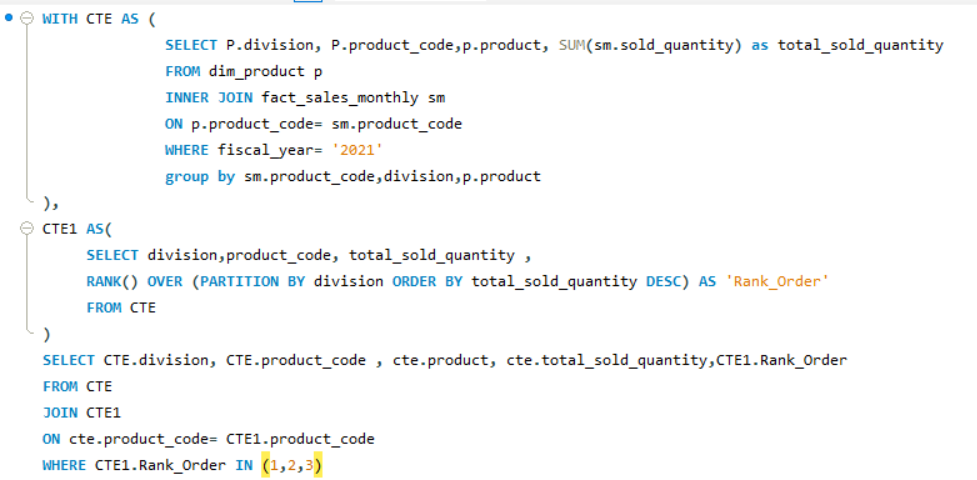 WITH CTE AS (
SELECT P.division, P.product_code,p.product, SUM(sm.sold_quantity) as total_sold_quantity
FROM dim_product p
INNER JOIN fact_sales_monthly sm
ON p.product_code= sm.product_code
WHERE fiscal_year= '2021'
group by sm.product_code,division,p.product
),
CTE1 AS(
SELECT division,product_code, total_sold_quantity ,
RANK() OVER (PARTITION BY division ORDER BY total_sold_quantity DESC) AS 'Rank_Order'
FROM CTE
)
SELECT CTE.division, CTE.product_code , cte.product, cte.total_sold_quantity,CTE1.Rank_Order
FROM CTE
JOIN CTE1
ON cte.product_code= CTE1.product_code
WHERE CTE1.Rank_Order IN (1,2,3)